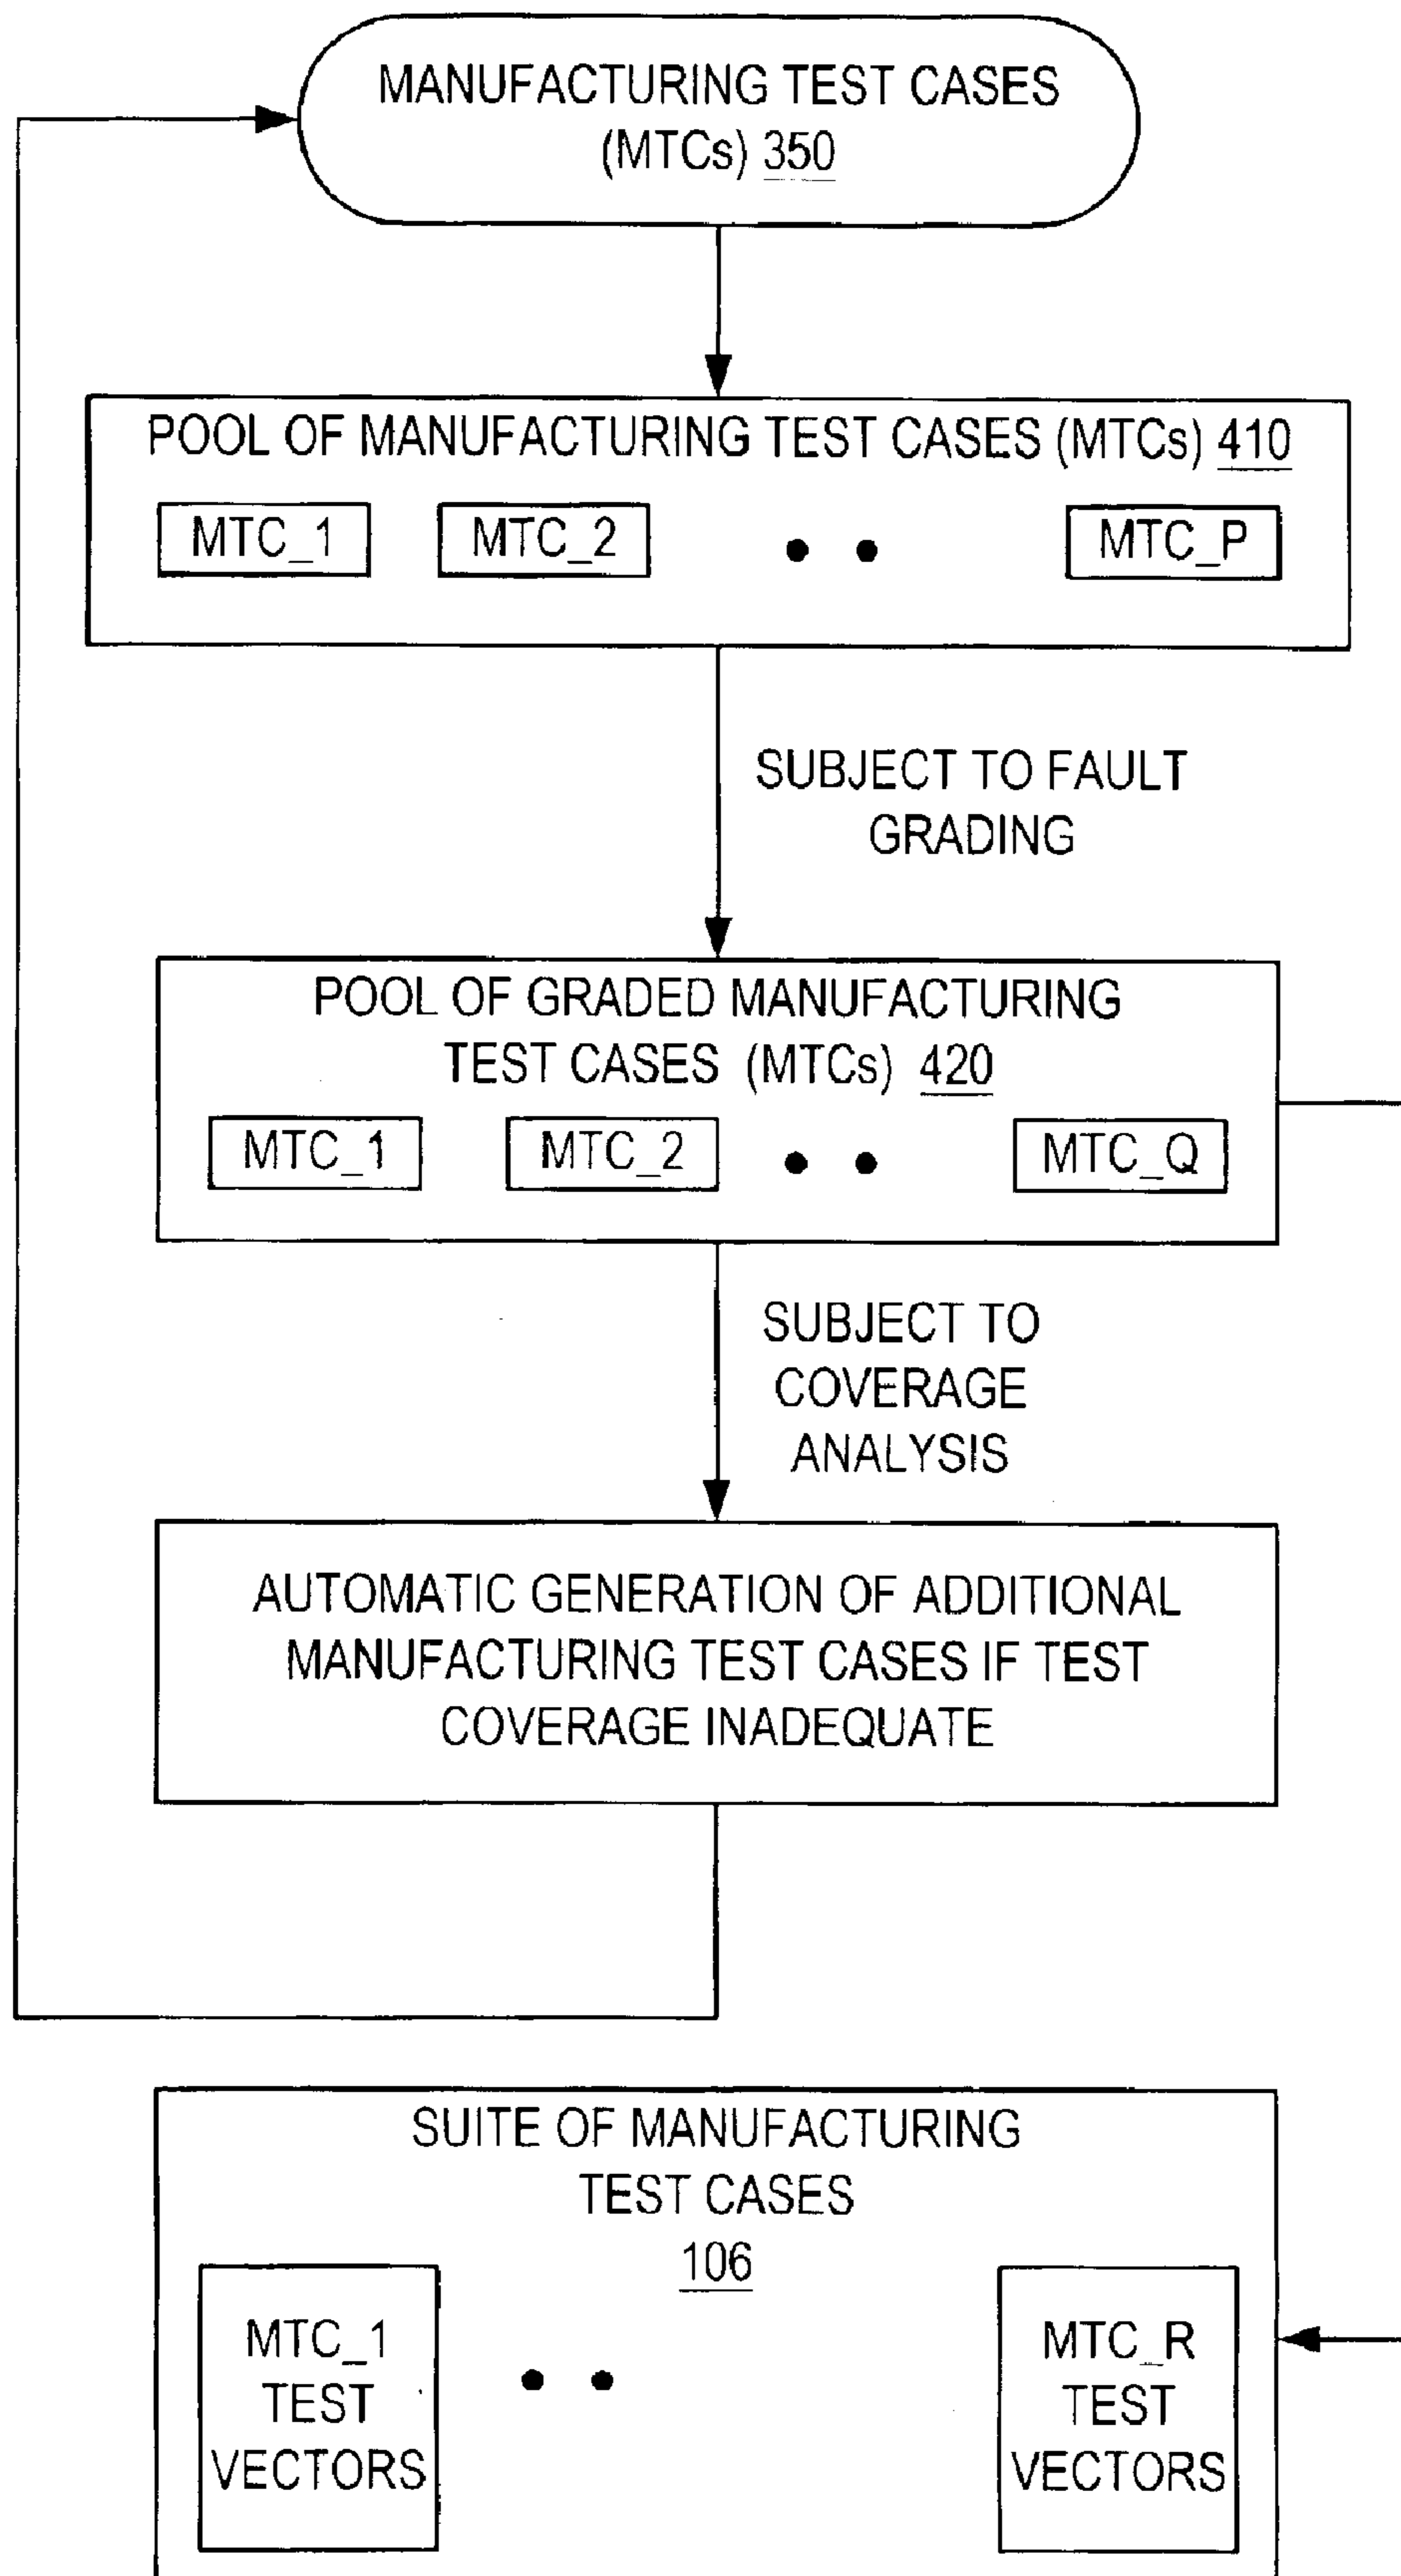 MANUFACTURING TEST CASES
(MTCs) 350
POOL OF MANUFACTURING TEST CASES (MTCs) 410
MTC_1
MTC_2
MTC_P
SUBJECT TO FAULT
GRADING
POOL OF GRADED MANUFACTURING
TEST CASES (MTCs) 420
MTC_1
MTC_2
MTC_Q
SUBJECT TO
COVERAGE
ANALYSIS
AUTOMATIC GENERATION OF ADDITIONAL
MANUFACTURING TEST CASES IF TEST
COVERAGE INADEQUATE
SUITE OF MANUFACTURING
TEST CASES
106
MTC_1
TEST
VECTORS
MTC_R
TEST
VECTORS